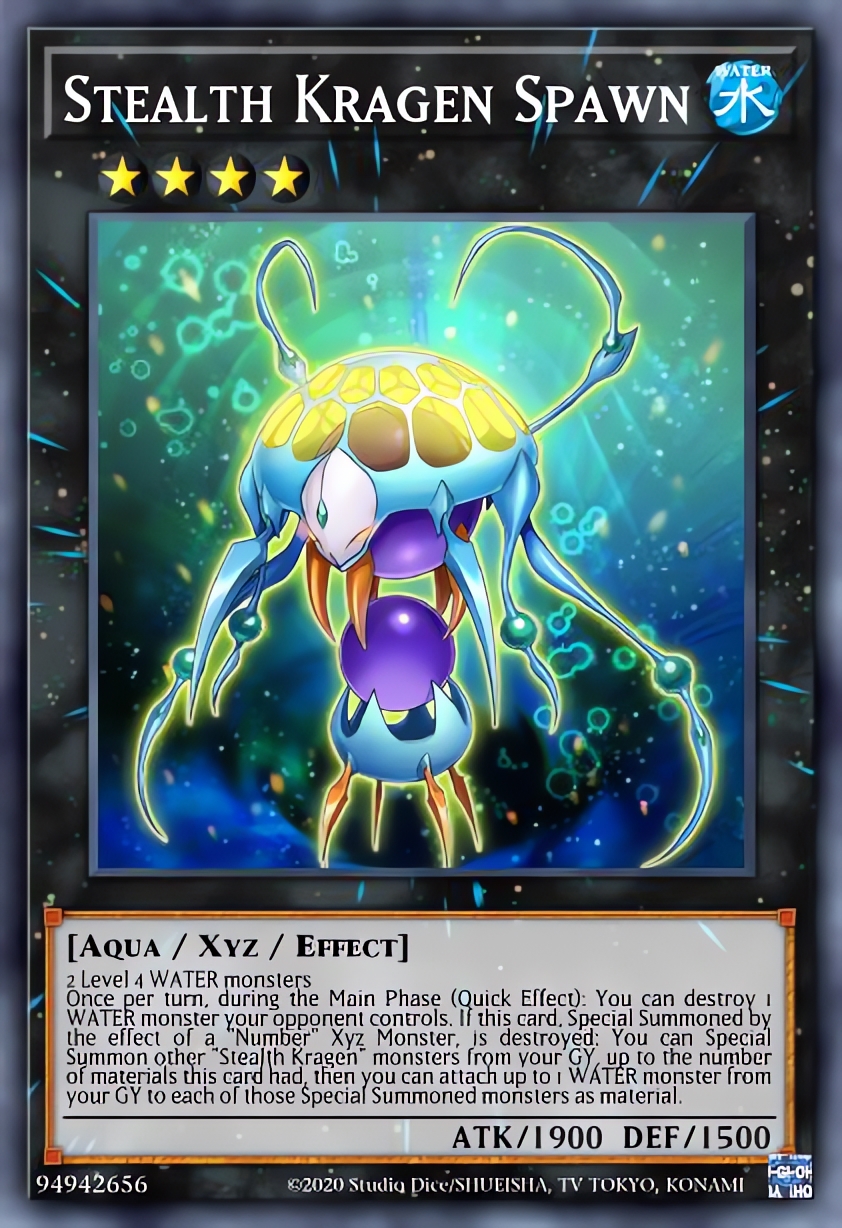 STEALTH KRAGEN SPAWN
WATER
水
[AQUA / XYZ / EFFECT]
2 Level 4 WATER monsters
Once per turn, during the Main Phase (Quick Effect): You can destroy 1
WATER monster your opponent controls. If this card, Special Summoned by
the effect of a "Number" Xyz Monster, is destroyed: You can Special
Summon other "Stealth Kragen" monsters from your GY, up to the number
of materials this card had, then you can attach up to 1 WATER monster from
your GY to each of those Special Summoned monsters as material.
ATK/1900 DEF/1500
94942656
©2020 Studio Dice/SHUEISHA, TV TOKYO, KONAMI